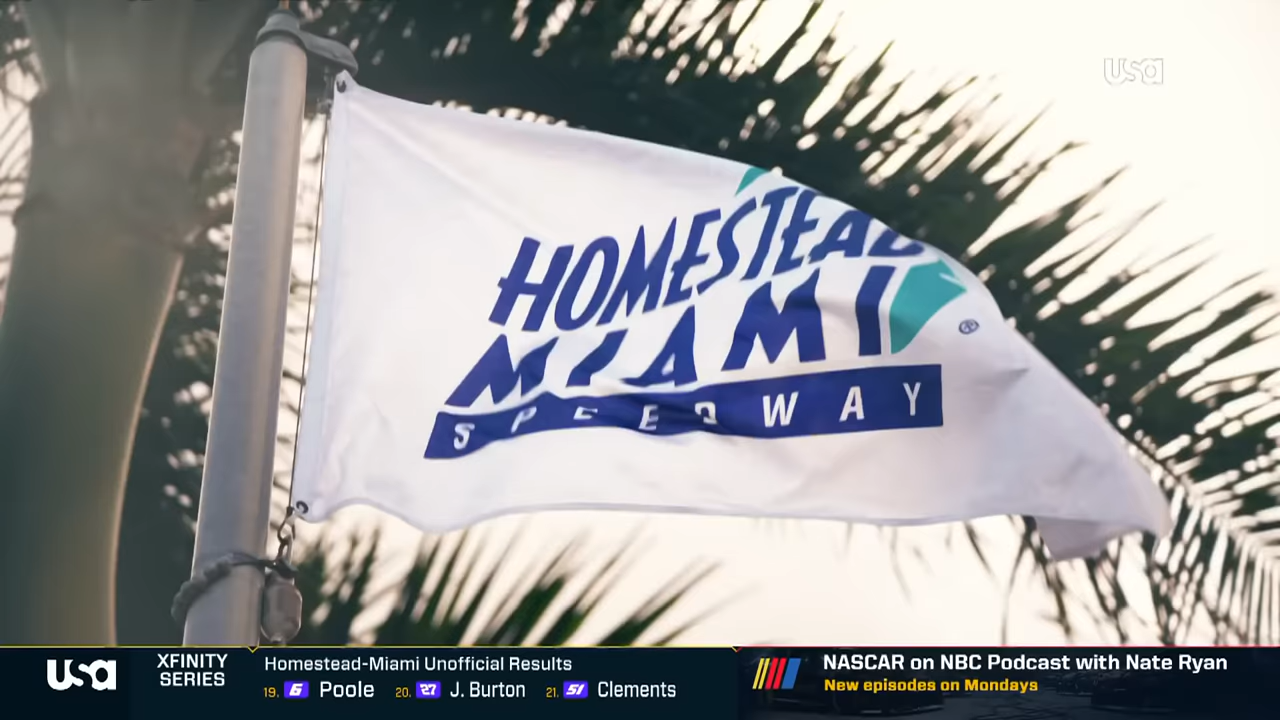 usa
HOMESTEAD
MIAMI
SPEEDWAY
®
usa
XFINITY
SERIES
Homestead-Miami Unofficial Results
19. 6 Poole 20. 27 J. Burton 21. 51 Clements
NASCAR on NBC Podcast with Nate Ryan
New episodes on Mondays